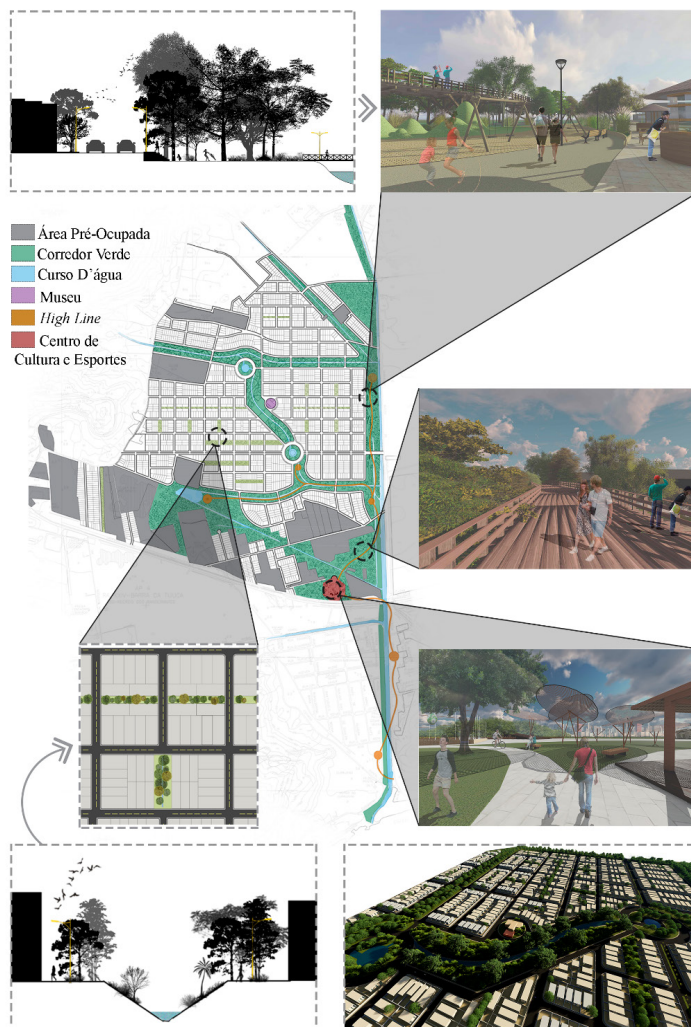 Área Pré-Ocupada
Corredor Verde
Curso D'água
Museu
High Line
Centro de
Cultura e Esportes